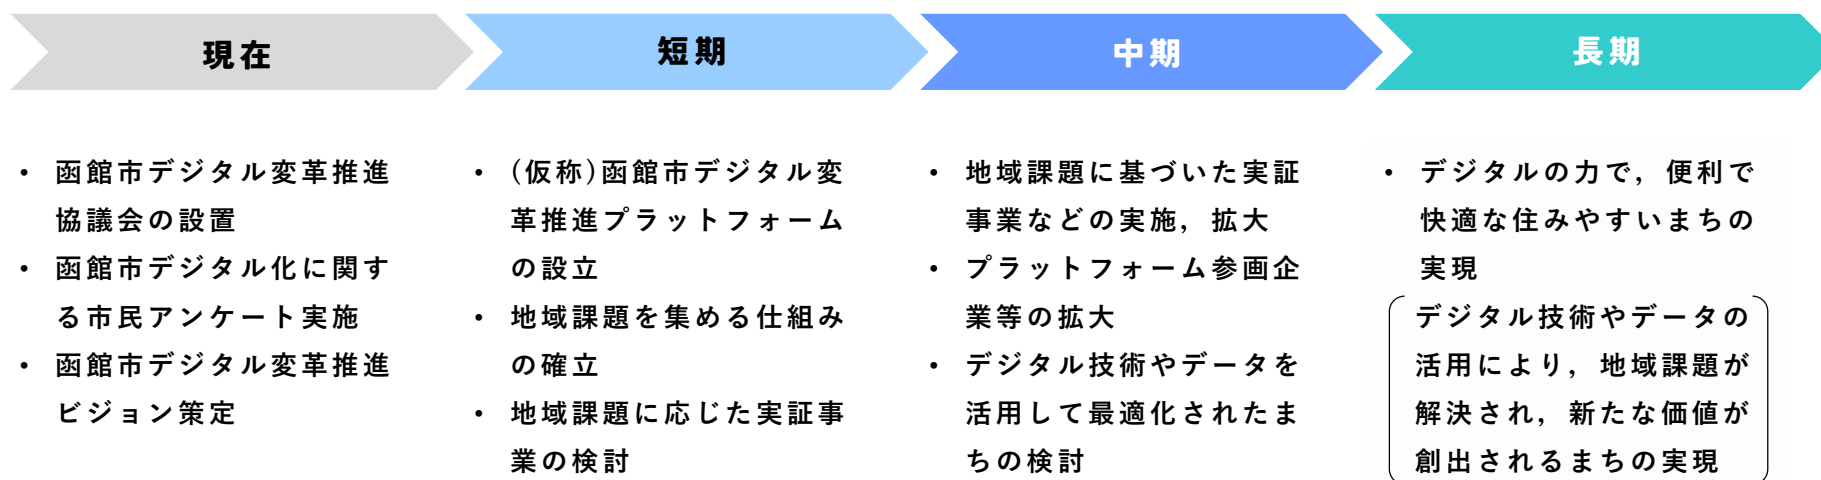 現在
• 函館市デジタル変革推進
協議会の設置
• 函館市デジタル化に関す
る市民アンケート実施
• 函館市デジタル変革推進
ビジョン策定
短期
• (仮称)函館市デジタル変
革推進プラットフォーム
の設立
• 地域課題を集める仕組み
の確立
• 地域課題に応じた実証事
業の検討
中期
• 地域課題に基づいた実証
事業などの実施，拡大
• プラットフォーム参画企
業等の拡大
• デジタル技術やデータを
活用して最適化されたま
ちの検討
長期
• デジタルの力で，便利で
快適な住みやすいまちの
実現
デジタル技術やデータの
活用により，地域課題が
解決され，新たな価値が
創出されるまちの実現